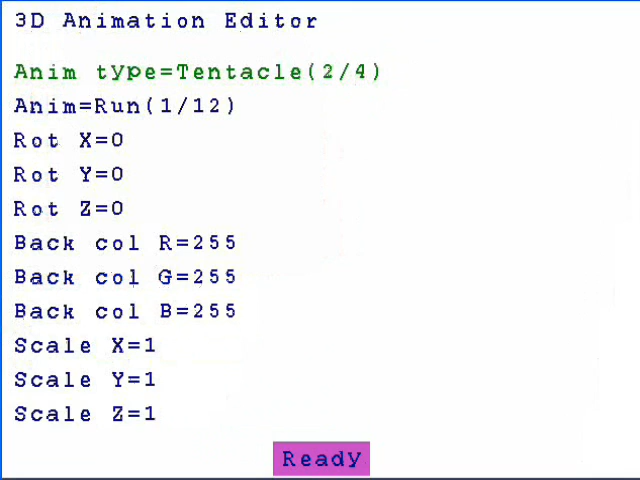 3D Animation Editor
Anim type=Tentacle(2/4)
Anim=Run(1/12)
Rot X=0
Rot Y=0
Rot Z=0
Back col R=255
Back col G=255
Back col B=255
Scale X=1
Scale Y=1
Scale Z=1
Ready